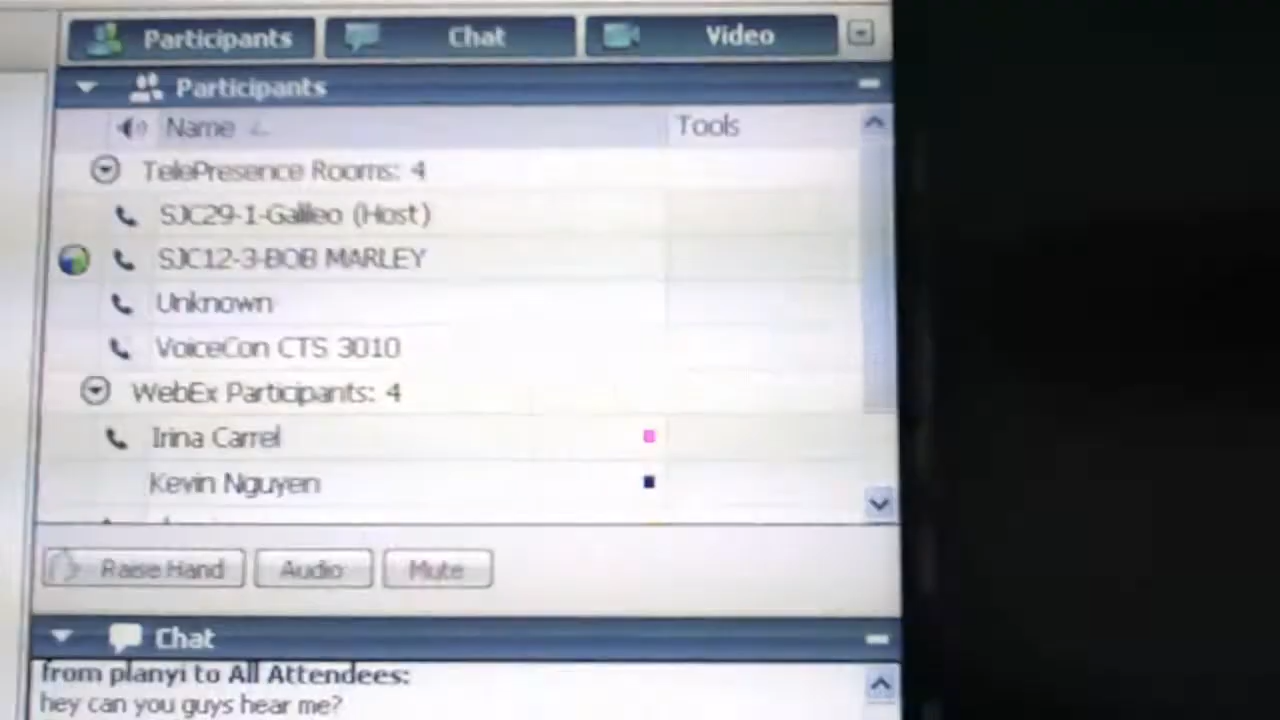 Participants Chat Video
Participants
Name Tools
TelePresence Rooms: 4
SJC29-1-Galileo (Host)
SJC12-3-BOB MARLEY
Unknown
VoiceCon CTS 3010
WebEx Participants: 4
Irina Carrel
Kevin Nguyen
Raise Hand Audio Mute
Chat
from planyi to All Attendees:
hey can you guys hear me?